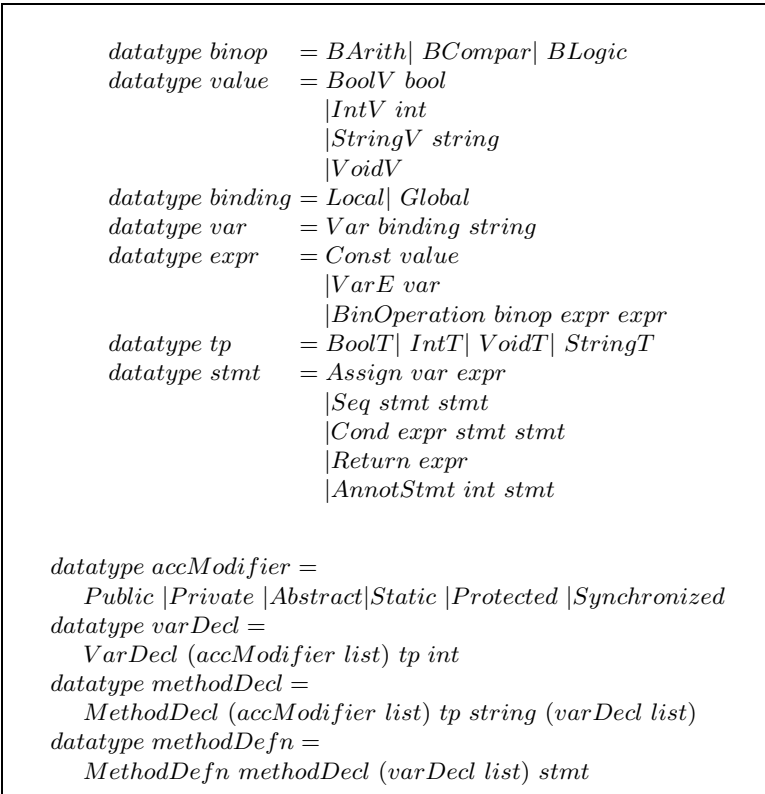 datatype binop = BArith| BCompar| BLogic
datatype value = BoolV bool
|IntV int
|StringV string
|VoidV
datatype binding = Local| Global
datatype var = Var binding string
datatype expr = Const value
|VarE var
|BinOperation binop expr expr
datatype tp = BoolT| IntT| VoidT| StringT
datatype stmt = Assign var expr
|Seq stmt stmt
|Cond expr stmt stmt
|Return expr
|AnnotStmt int stmt
datatype accModifier =
Public |Private |Abstract|Static |Protected |Synchronized
datatype varDecl =
VarDecl (accModifier list) tp int
datatype methodDecl =
MethodDecl (accModifier list) tp string (varDecl list)
datatype methodDefn =
MethodDefn methodDecl (varDecl list) stmt